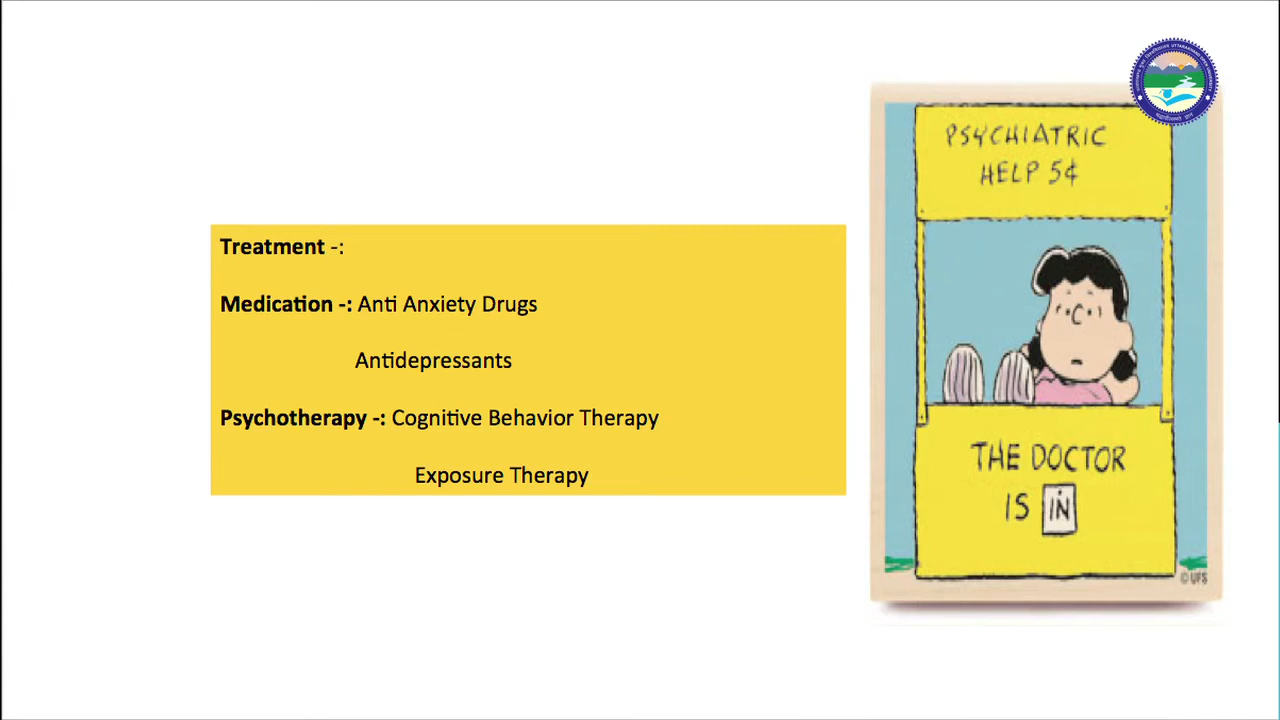 Treatment -:
Medication -: Anti Anxiety Drugs
Antidepressants
Psychotherapy -: Cognitive Behavior Therapy
Exposure Therapy
PSYCHIATRIC
HELP 5¢
THE DOCTOR
IS IN
© UFS